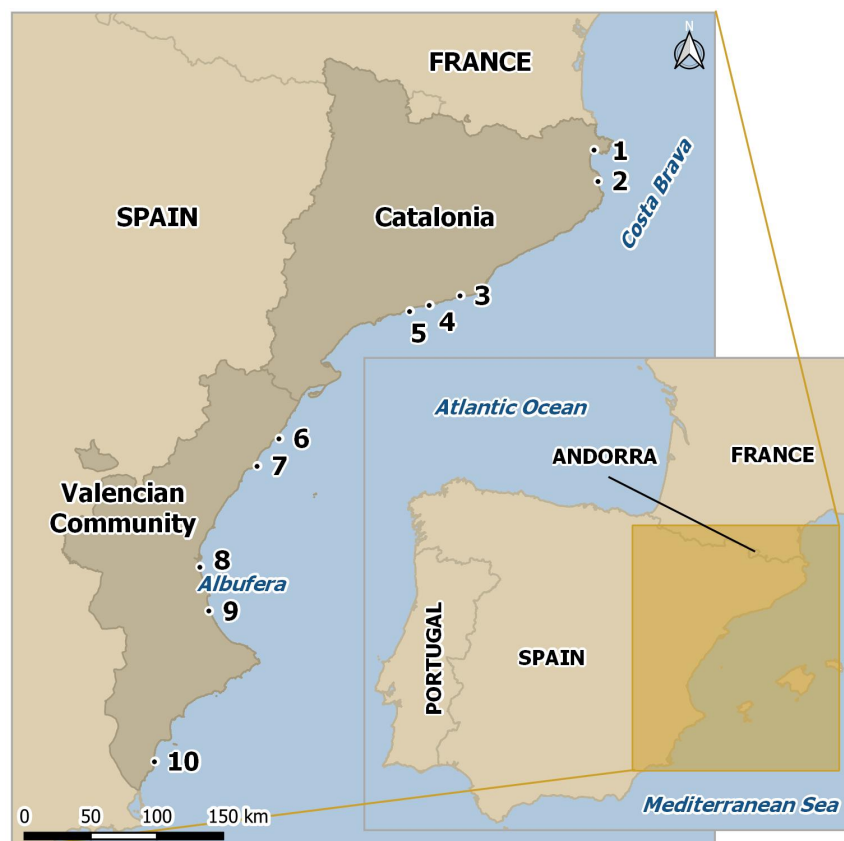 N
FRANCE
1
2
Costa Brava
SPAIN
Catalonia
3
4
5
Atlantic Ocean
6
ANDORRA
FRANCE
7
Valencian
Community
8
Albufera
9
PORTUGAL
SPAIN
10
Mediterranean Sea
0 50 100 150 km